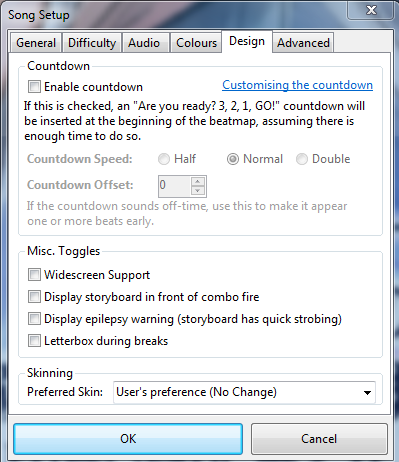 Song Setup
General Difficulty Audio Colours Design Advanced
Countdown
Enable countdown Customising the countdown
If this is checked, an "Are you ready? 3, 2, 1, GO!" countdown will
be inserted at the beginning of the beatmap, assuming there is
enough time to do so.
Countdown Speed: Half Normal Double
Countdown Offset: 0
If the countdown sounds off-time, use this to make it appear
one or more beats early.
Misc. Toggles
Widescreen Support
Display storyboard in front of combo fire
Display epilepsy warning (storyboard has quick strobing)
Letterbox during breaks
Skinning
Preferred Skin: User's preference (No Change)
OK Cancel